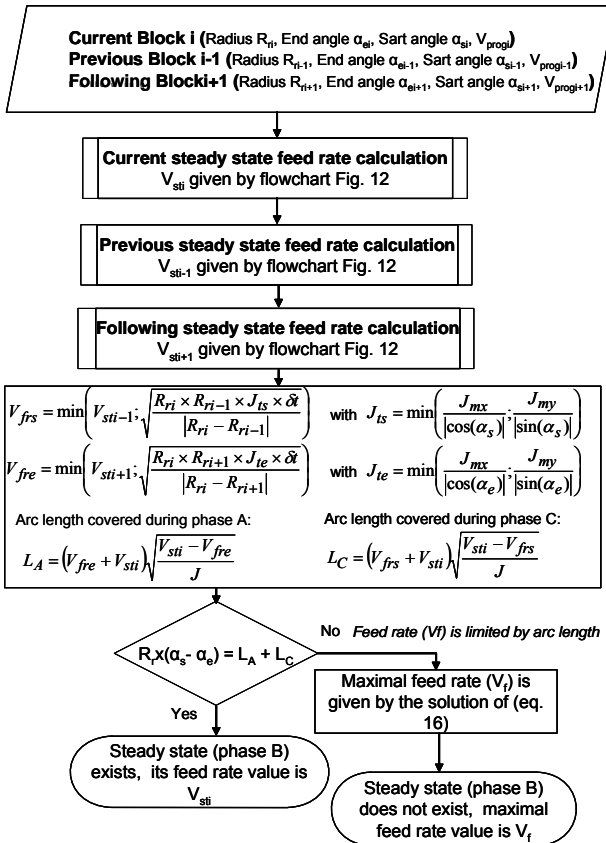 Current Block i (Radius R_ri, End angle α_ei, Sart angle α_si, V_progi)
Previous Block i-1 (Radius R_ri-1, End angle α_ei-1, Sart angle α_si-1, V_progi-1)
Following Blocki+1 (Radius R_ri+1, End angle α_ei+1, Sart angle α_si+1, V_progi+1)
Current steady state feed rate calculation
V_sti given by flowchart Fig. 12
Previous steady state feed rate calculation
V_sti-1 given by flowchart Fig. 12
Following steady state feed rate calculation
V_sti+1 given by flowchart Fig. 12
V_frs = min(V_sti-1; √(R_ri × R_ri-1 × J_ts × δt / |R_ri − R_ri-1|)) with J_ts = min(J_mx / |cos(α_s)|; J_my / |sin(α_s)|)
V_fre = min(V_sti+1; √(R_ri × R_ri+1 × J_te × δt / |R_ri − R_ri+1|)) with J_te = min(J_mx / |cos(α_e)|; J_my / |sin(α_e)|)
Arc length covered during phase A: Arc length covered during phase C:
L_A = (V_fre + V_sti) √((V_sti − V_fre) / J) L_C = (V_frs + V_sti) √((V_sti − V_frs) / J)
No Feed rate (Vf) is limited by arc length
R_r x(α_s- α_e) = L_A + L_C
Maximal feed rate (V_f) is
given by the solution of (eq.
16)
Yes
Steady state (phase B)
exists, its feed rate value is
V_sti
Steady state (phase B)
does not exist, maximal
feed rate value is V_f